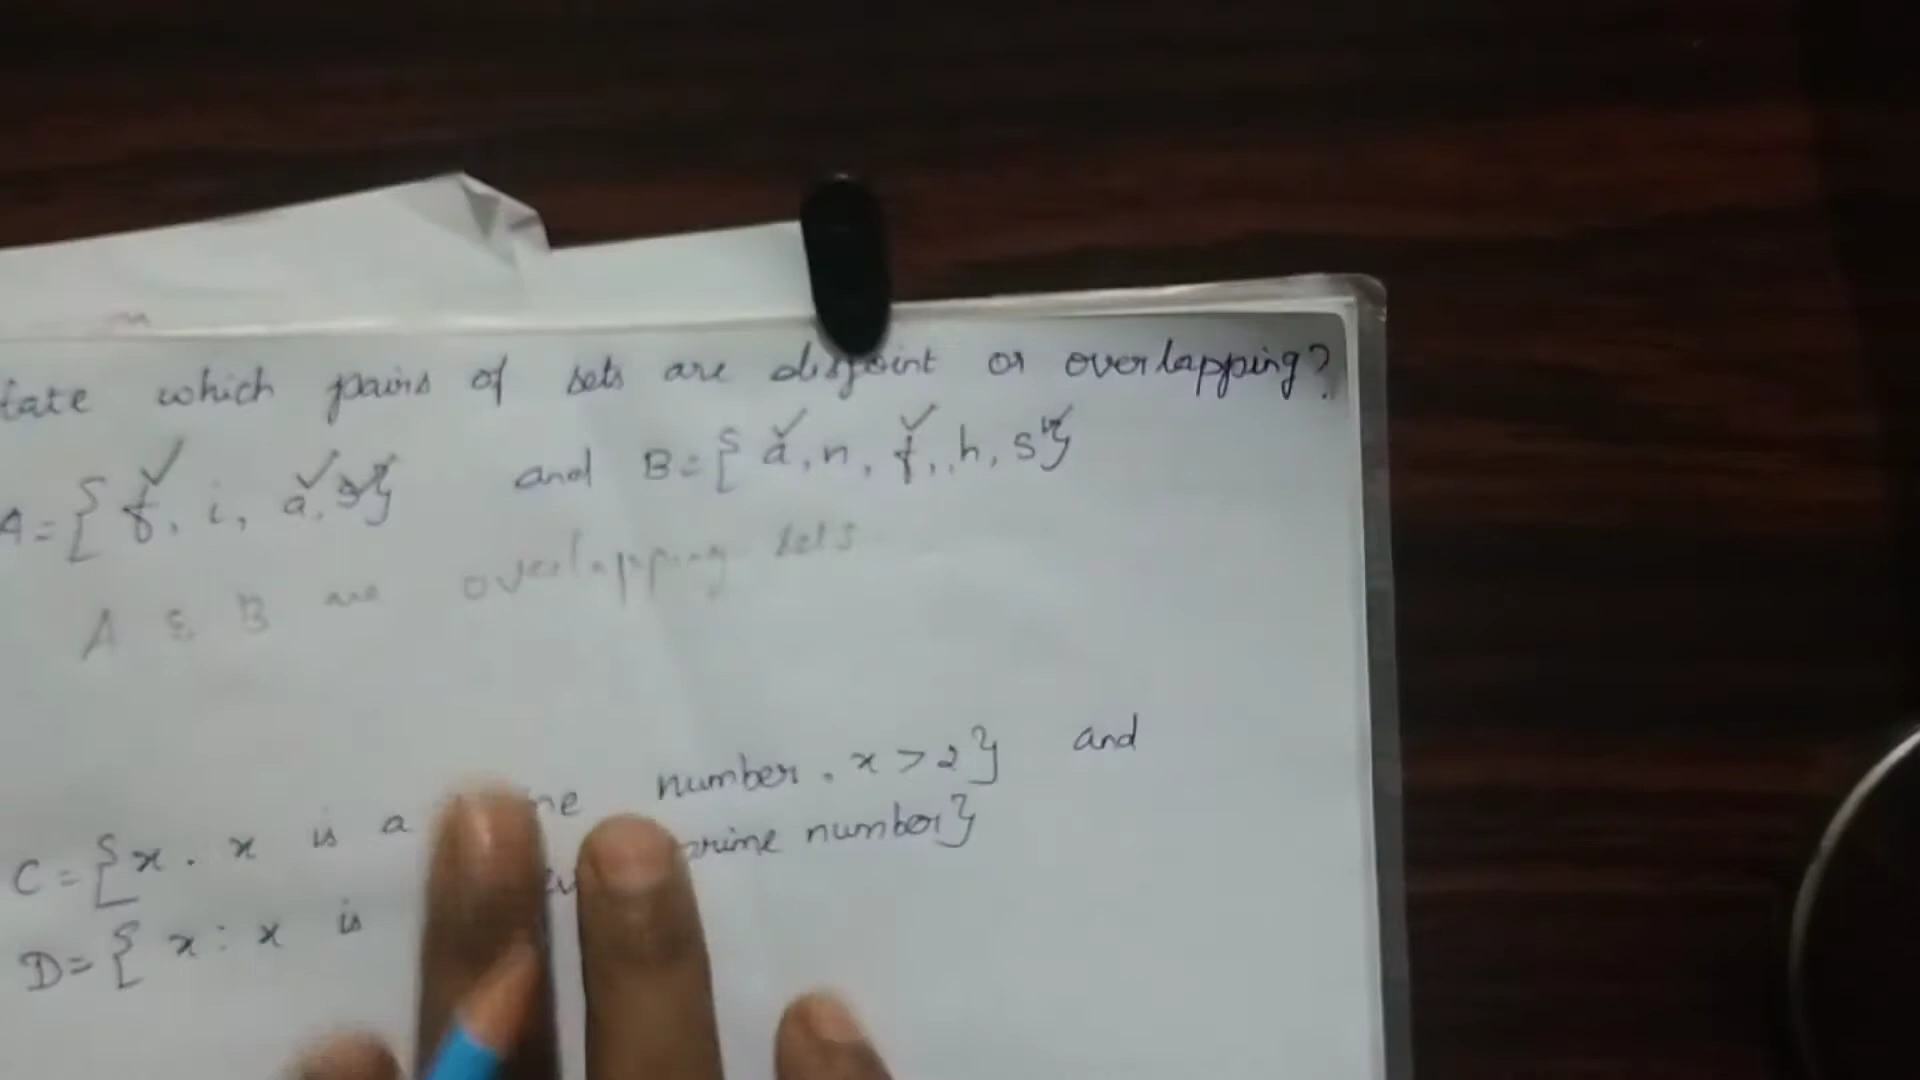 tate which pairs of sets are disjoint or overlapping?
A = { f, i, a, s} and B = { a, n, f, h, s}
A & B are overlapping sets
C = {x . x is a number . x > 2} and
D = { x : x is prime number}